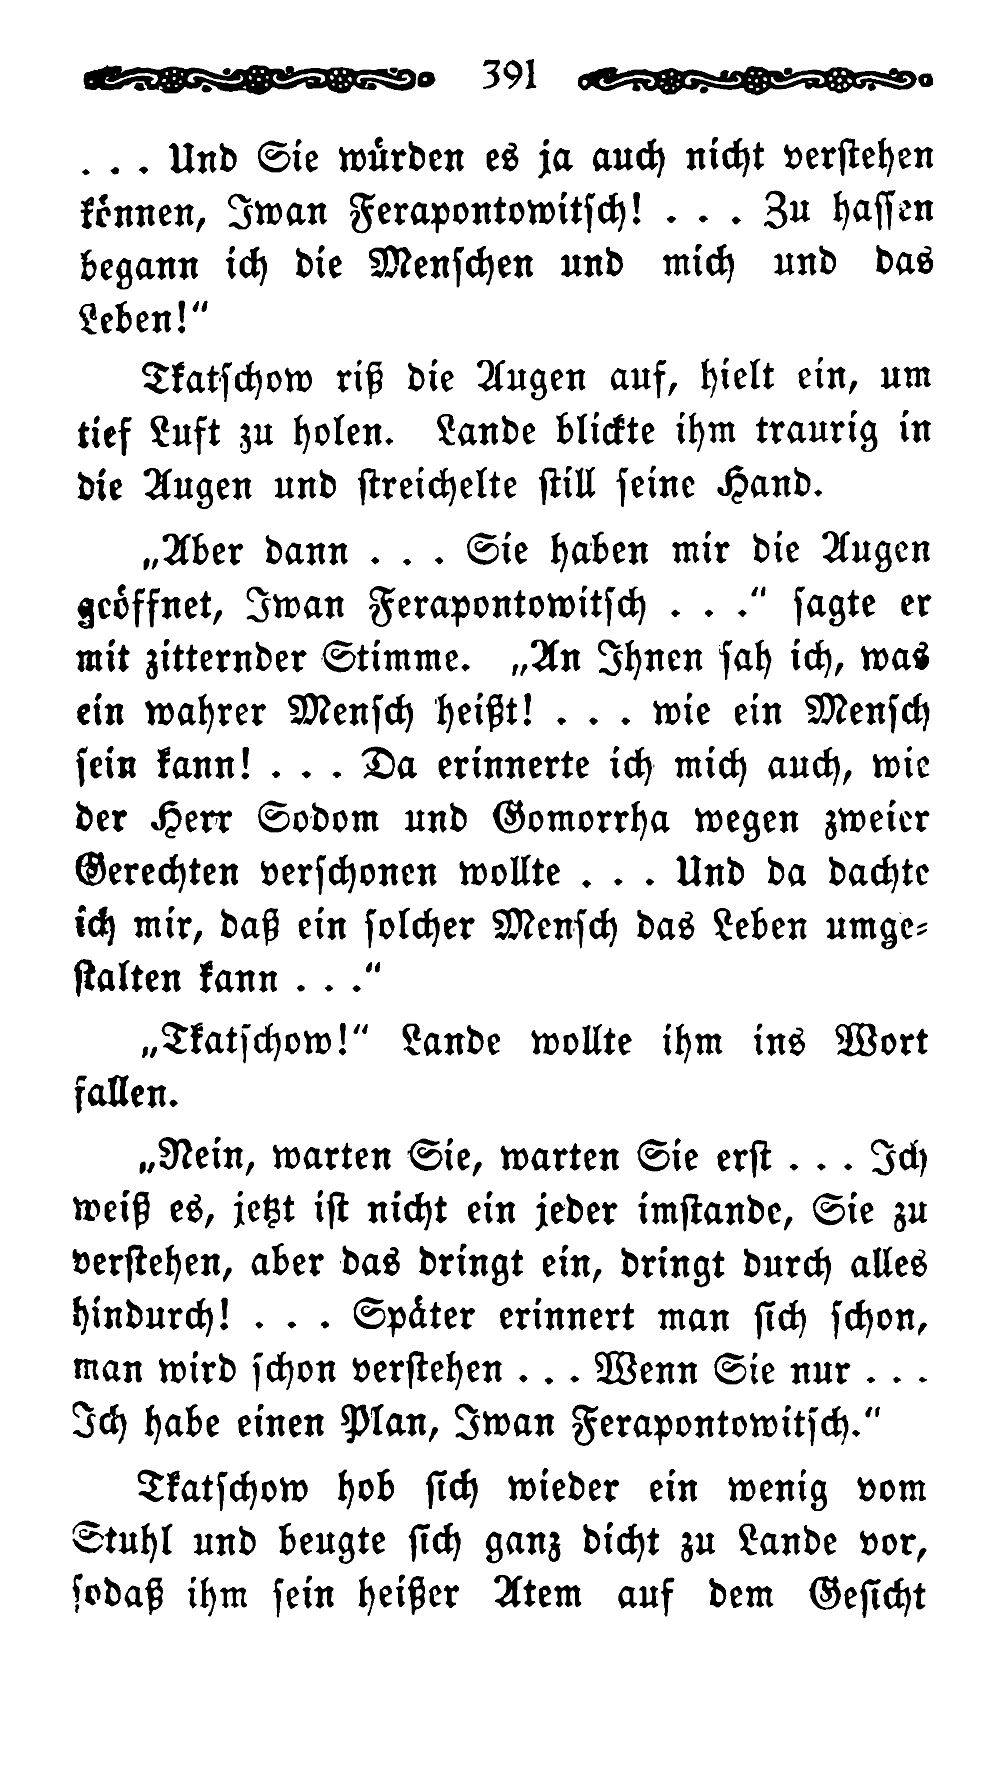 391
. . . Und Sie würden es ja auch nicht verstehen
können, Iwan Ferapontowitsch! . . . Zu hassen
begann ich die Menschen und mich und das
Leben!“
Tkatschow riß die Augen auf, hielt ein, um
tief Luft zu holen. Lande blickte ihm traurig in
die Augen und streichelte still seine Hand.
„Aber dann . . . Sie haben mir die Augen
geöffnet, Iwan Ferapontowitsch . . .“ sagte er
mit zitternder Stimme. „An Ihnen sah ich, was
ein wahrer Mensch heißt! . . . wie ein Mensch
sein kann! . . . Da erinnerte ich mich auch, wie
der Herr Sodom und Gomorrha wegen zweier
Gerechten verschonen wollte . . . Und da dachte
ich mir, daß ein solcher Mensch das Leben umge-
stalten kann . . .“
„Tkatschow!“ Lande wollte ihm ins Wort
fallen.
„Nein, warten Sie, warten Sie erst . . . Ich
weiß es, jetzt ist nicht ein jeder imstande, Sie zu
verstehen, aber das dringt ein, dringt durch alles
hindurch! . . . Später erinnert man sich schon,
man wird schon verstehen . . . Wenn Sie nur . . .
Ich habe einen Plan, Iwan Ferapontowitsch.“
Tkatschow hob sich wieder ein wenig vom
Stuhl und beugte sich ganz dicht zu Lande vor,
sodaß ihm sein heißer Atem auf dem Gesicht